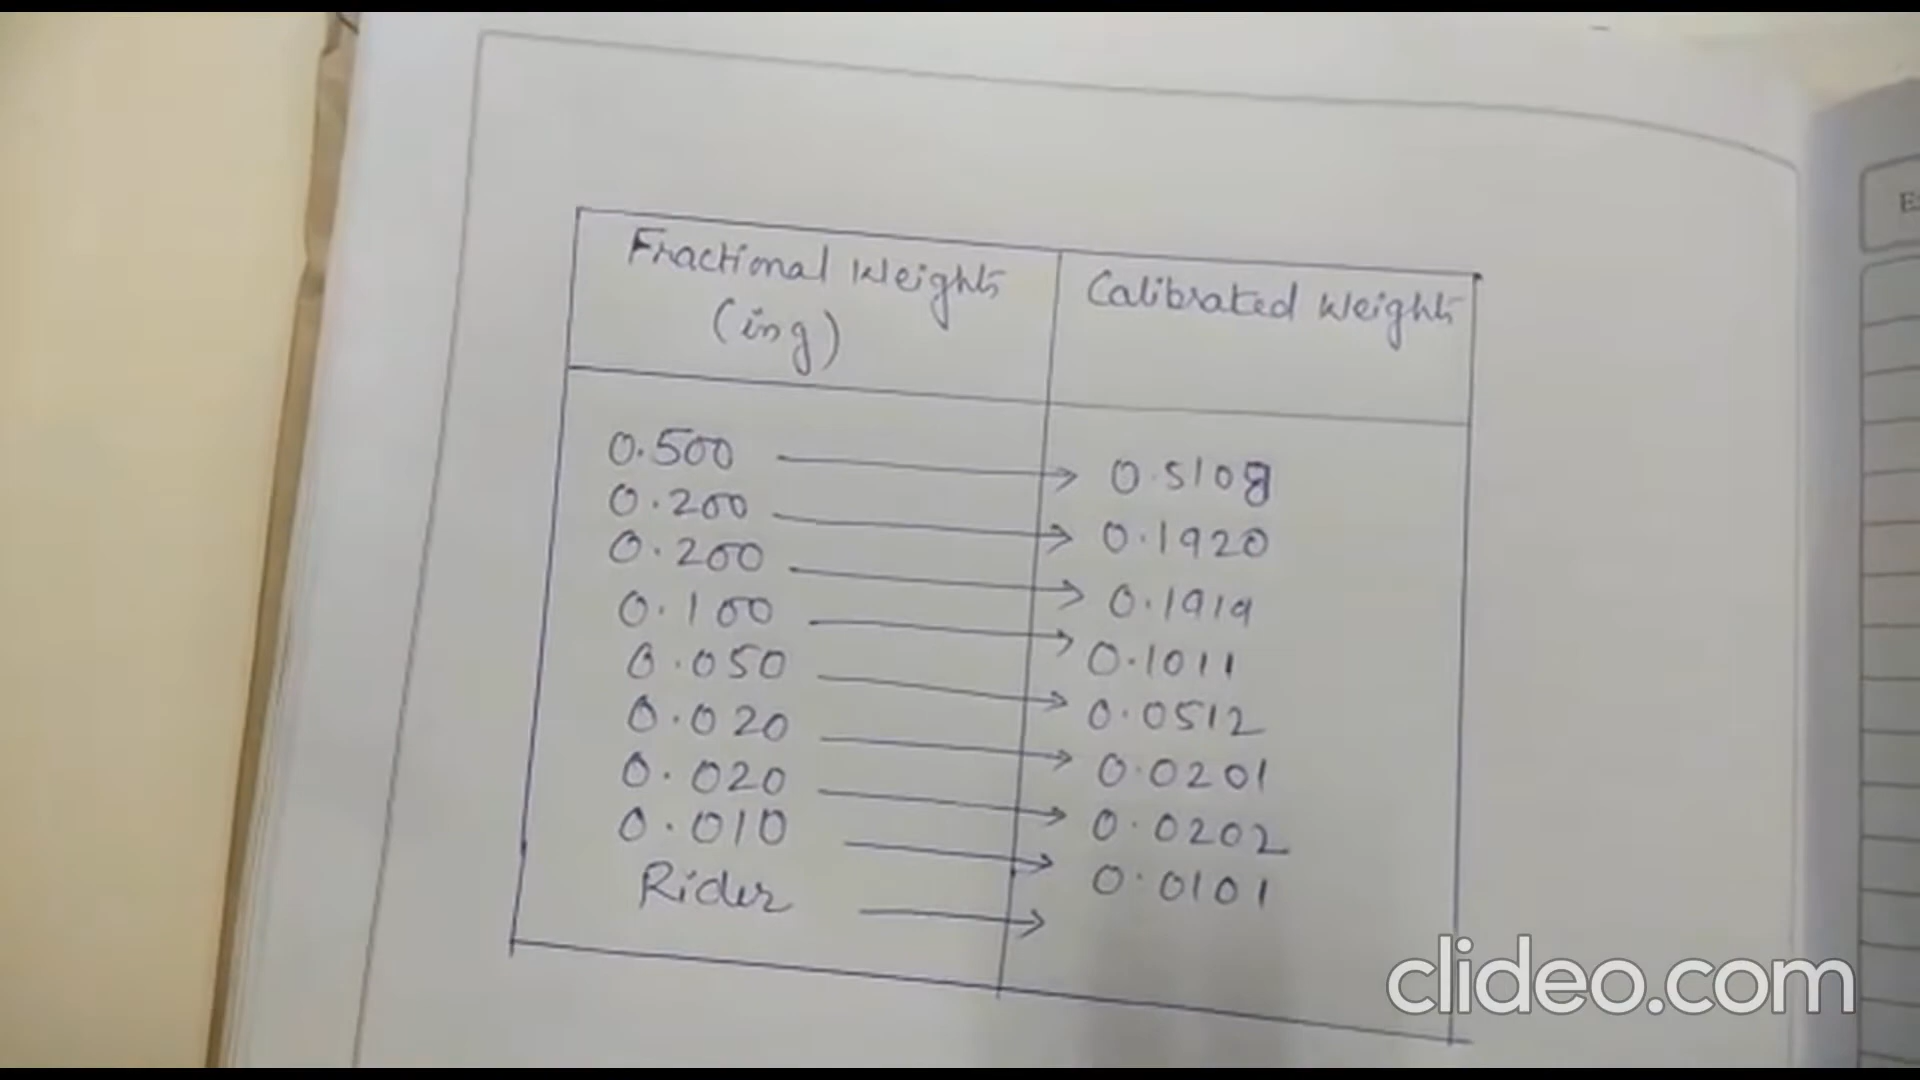 Fractional Weights Calibrated Weights
(in g)
0.500 → 0.5108
0.200 → 0.1920
0.200 → 0.1919
0.100 → 0.1011
0.050 → 0.0512
0.020 → 0.0201
0.020 → 0.0202
0.010 → 0.0101
Rider →
clideo.com